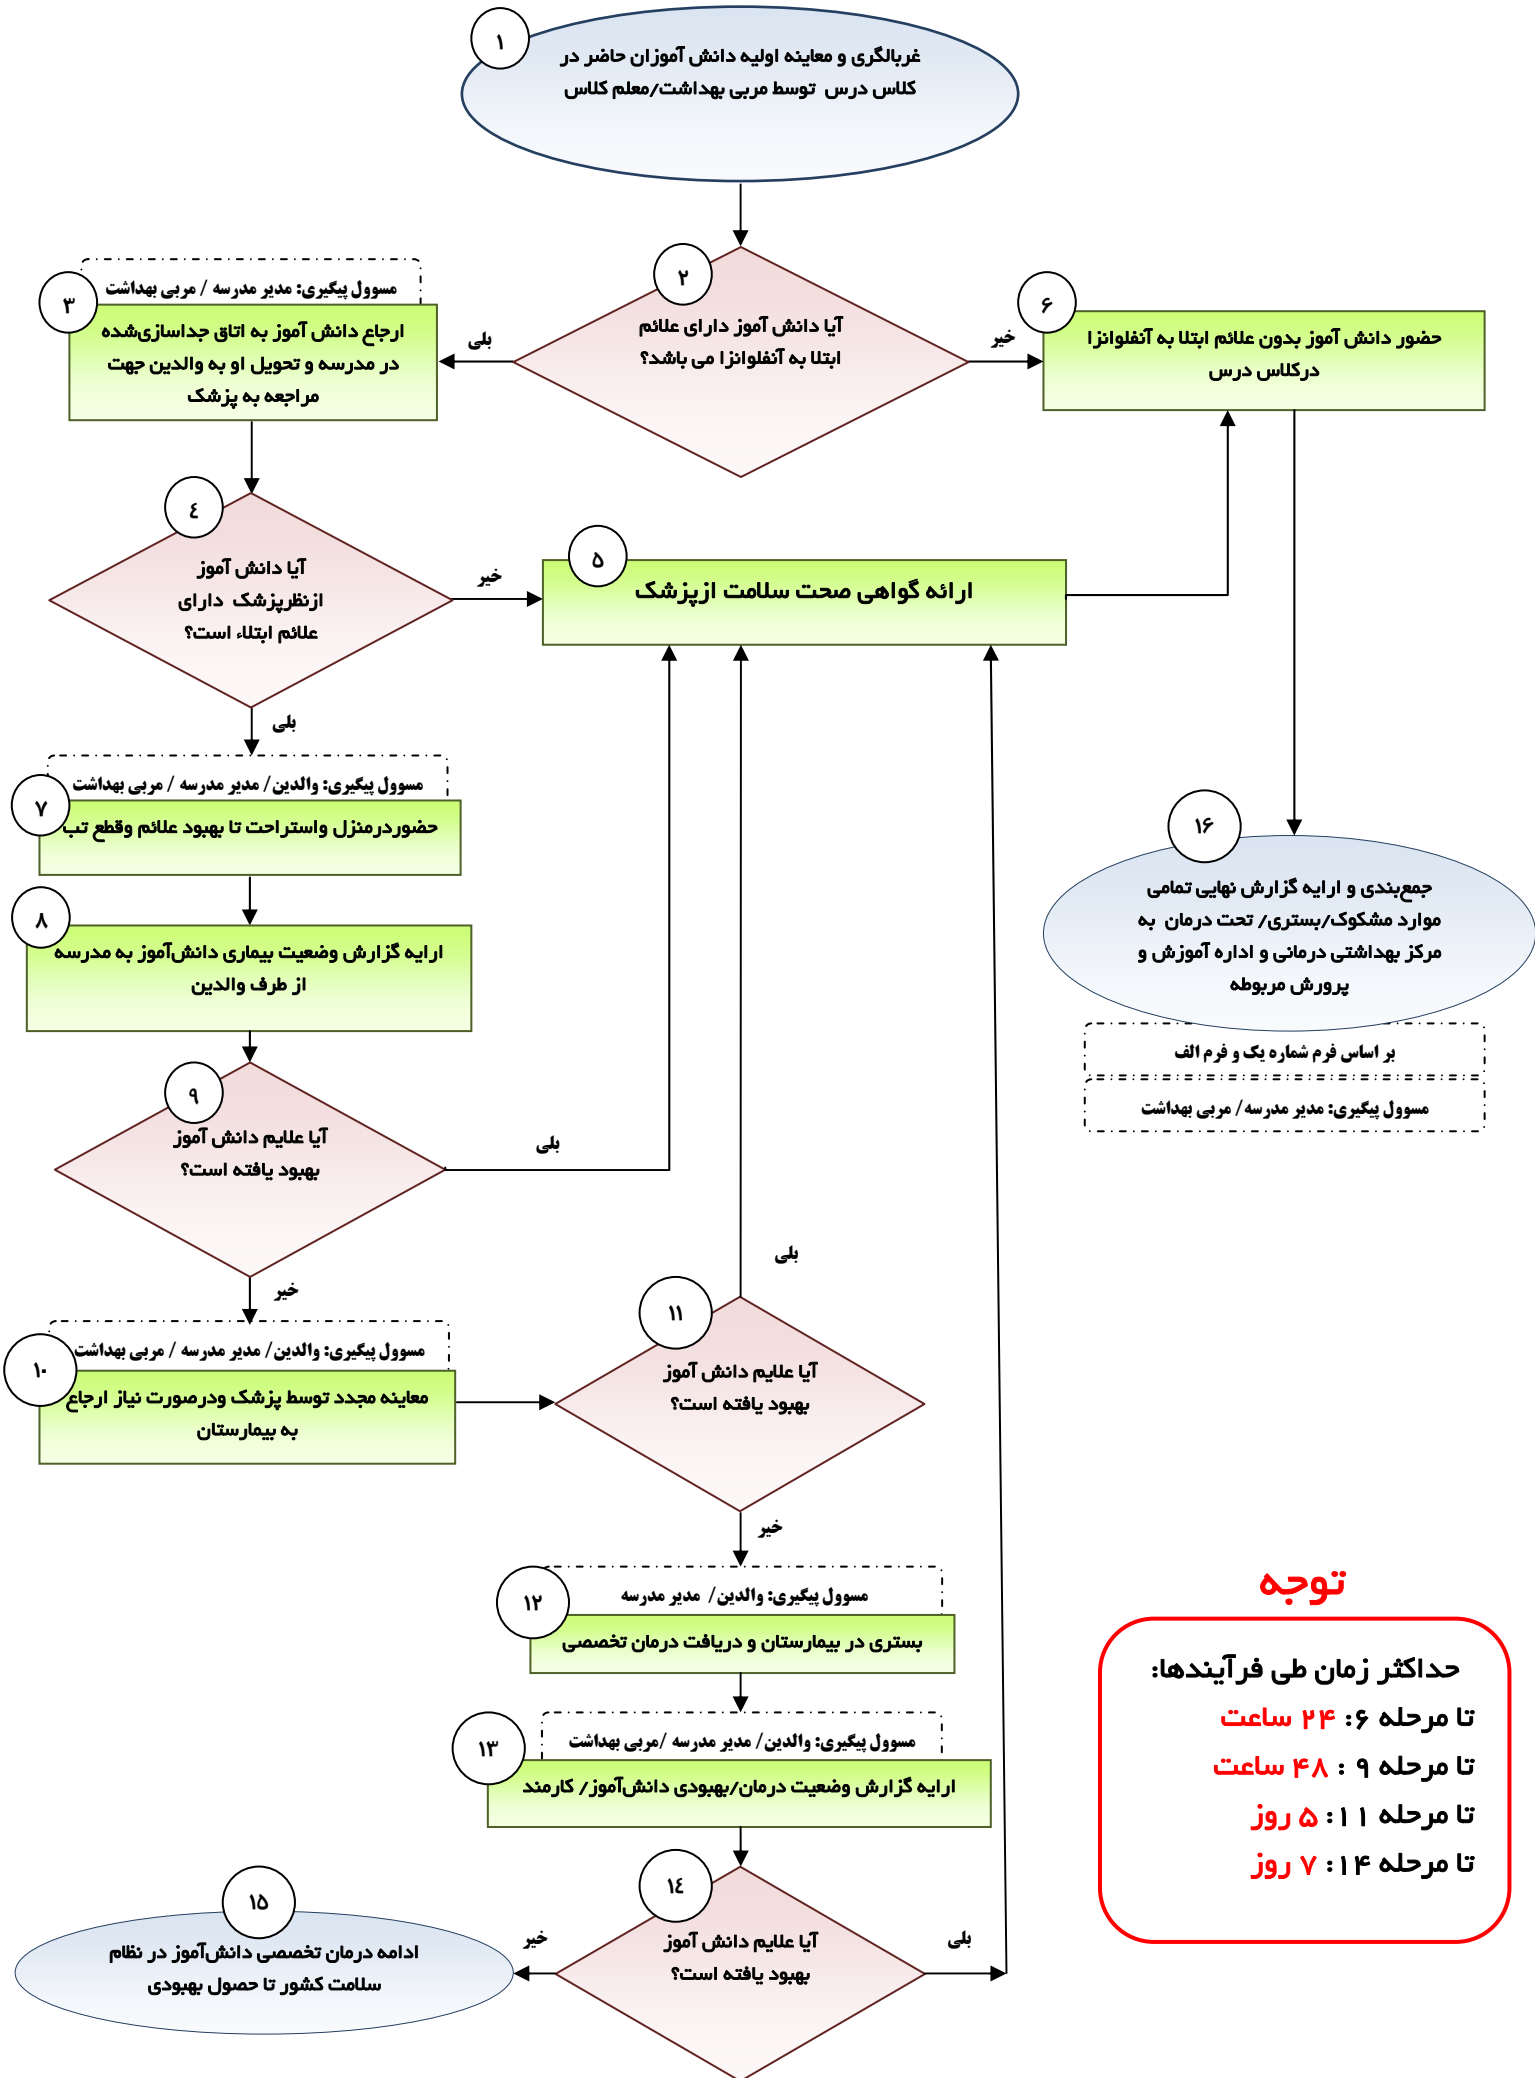 ۱
غربالگری و معاینه اولیه دانش آموزان حاضر در
کلاس درس توسط مربی بهداشت/معلم کلاس
۲
آیا دانش آموز دارای علائم
ابتلا به آنفلوانزا می باشد؟
بلی
خیر
مسوول پیگیری: مدیر مدرسه / مربی بهداشت
۳
ارجاع دانش آموز به اتاق جداسازی‌شده
در مدرسه و تحویل او به والدین جهت
مراجعه به پزشک
۶
حضور دانش آموز بدون علائم ابتلا به آنفلوانزا
درکلاس درس
٤
آیا دانش آموز
ازنظرپزشک دارای
علائم ابتلاء است؟
خیر
بلی
۵
ارائه گواهی صحت سلامت ازپزشک
مسوول پیگیری: والدین/ مدیر مدرسه / مربی بهداشت
۷
حضوردرمنزل واستراحت تا بهبود علائم وقطع تب
۸
ارایه گزارش وضعیت بیماری دانش‌آموز به مدرسه
از طرف والدین
۹
آیا علایم دانش آموز
بهبود یافته است؟
بلی
خیر
مسوول پیگیری: والدین/ مدیر مدرسه / مربی بهداشت
۱۰
معاینه مجدد توسط پزشک ودرصورت نیاز ارجاع
به بیمارستان
۱۱
آیا علایم دانش آموز
بهبود یافته است؟
بلی
خیر
مسوول پیگیری: والدین/ مدیر مدرسه
۱۲
بستری در بیمارستان و دریافت درمان تخصصی
مسوول پیگیری: والدین/ مدیر مدرسه /مربی بهداشت
۱۳
ارایه گزارش وضعیت درمان/بهبودی دانش‌آموز/ کارمند
۱٤
آیا علایم دانش آموز
بهبود یافته است؟
بلی
خیر
۱۵
ادامه درمان تخصصی دانش‌آموز در نظام
سلامت کشور تا حصول بهبودی
۱۶
جمع‌بندی و ارایه گزارش نهایی تمامی
موارد مشکوک/بستری/ تحت درمان به
مرکز بهداشتی درمانی و اداره آموزش و
پرورش مربوطه
بر اساس فرم شماره یک و فرم الف
مسوول پیگیری: مدیر مدرسه/ مربی بهداشت
توجه
حداکثر زمان طی فرآیندها:
تا مرحله ۶: ۲۴ ساعت
تا مرحله ۹ : ۴۸ ساعت
تا مرحله ۱۱: ۵ روز
تا مرحله ۱۴: ۷ روز